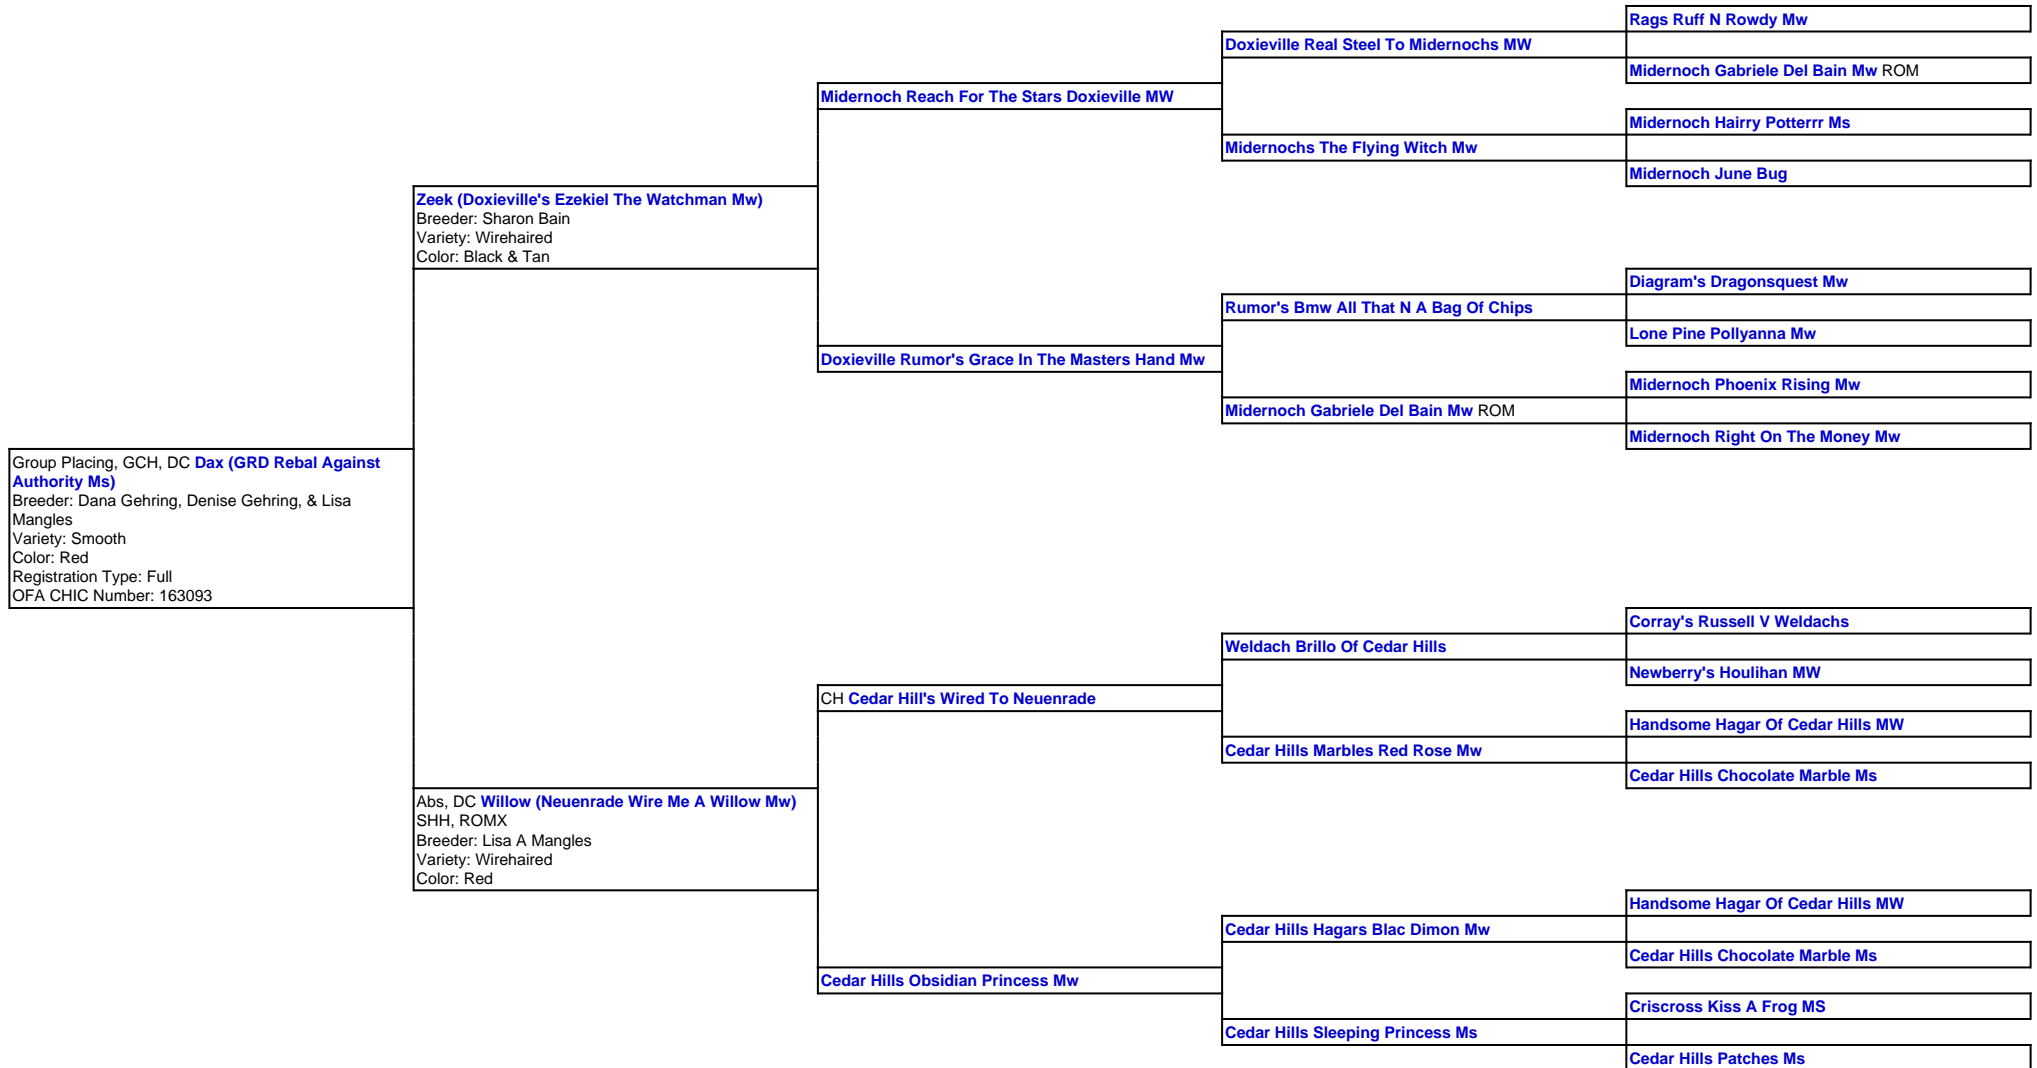 Rags Ruff N Rowdy Mw
Doxieville Real Steel To Midernochs MW
Midernoch Gabriele Del Bain Mw ROM
Midernoch Reach For The Stars Doxieville MW
Midernoch Hairry Potterrr Ms
Midernochs The Flying Witch Mw
Midernoch June Bug
Zeek (Doxieville's Ezekiel The Watchman Mw)
Breeder: Sharon Bain
Variety: Wirehaired
Color: Black & Tan
Diagram's Dragonsquest Mw
Rumor's Bmw All That N A Bag Of Chips
Lone Pine Pollyanna Mw
Doxieville Rumor's Grace In The Masters Hand Mw
Midernoch Phoenix Rising Mw
Midernoch Gabriele Del Bain Mw ROM
Midernoch Right On The Money Mw
Group Placing, GCH, DC Dax (GRD Rebal Against
Authority Ms)
Breeder: Dana Gehring, Denise Gehring, & Lisa
Mangles
Variety: Smooth
Color: Red
Registration Type: Full
OFA CHIC Number: 163093
Corray's Russell V Weldachs
Weldach Brillo Of Cedar Hills
Newberry's Houlihan MW
CH Cedar Hill's Wired To Neuenrade
Handsome Hagar Of Cedar Hills MW
Cedar Hills Marbles Red Rose Mw
Cedar Hills Chocolate Marble Ms
Abs, DC Willow (Neuenrade Wire Me A Willow Mw)
SHH, ROMX
Breeder: Lisa A Mangles
Variety: Wirehaired
Color: Red
Handsome Hagar Of Cedar Hills MW
Cedar Hills Hagars Blac Dimon Mw
Cedar Hills Chocolate Marble Ms
Cedar Hills Obsidian Princess Mw
Criscross Kiss A Frog MS
Cedar Hills Sleeping Princess Ms
Cedar Hills Patches Ms